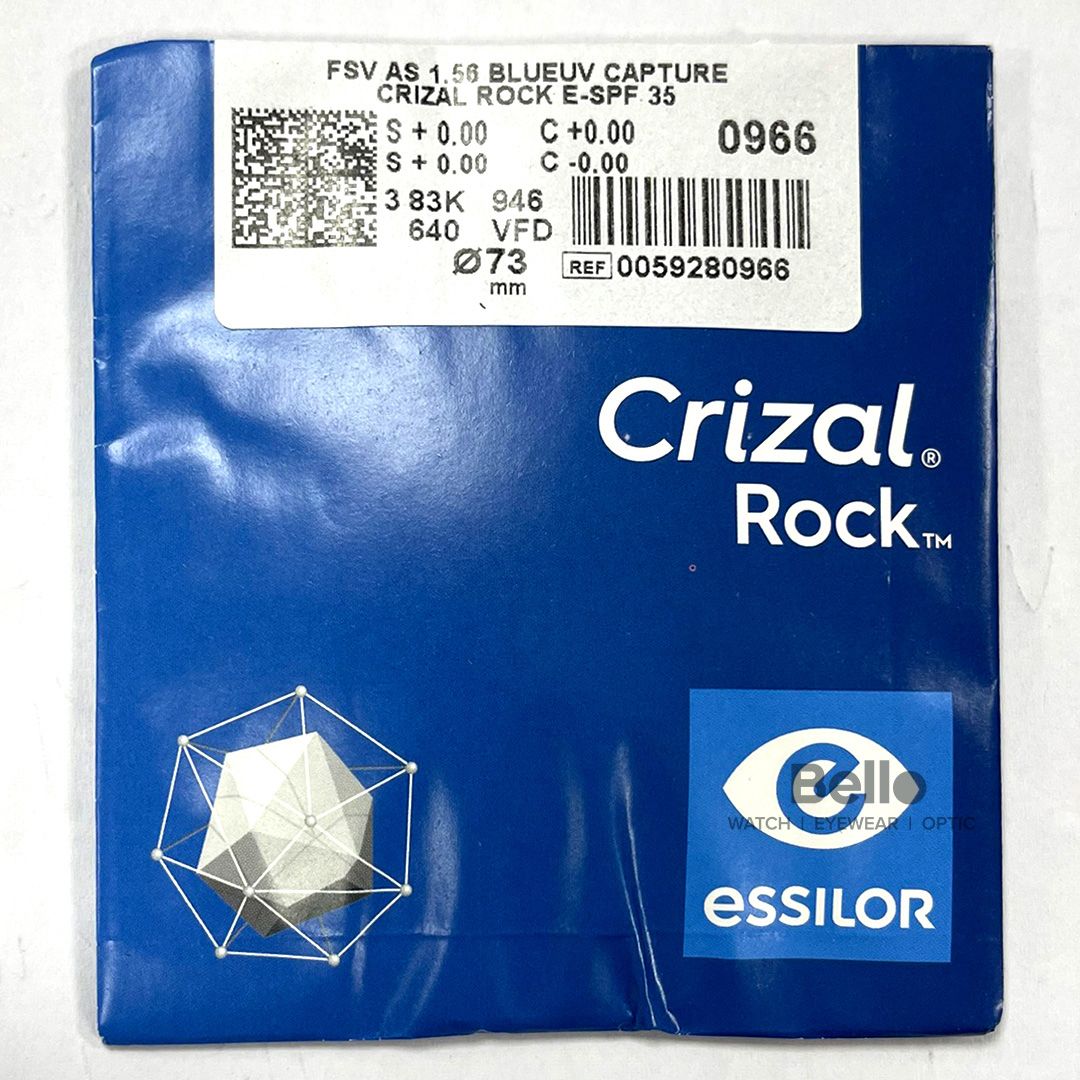 FSV AS 1.56 BLUEUV CAPTURE
CRIZAL ROCK E-SPF 35
S + 0.00 C +0.00 0966
S + 0.00 C -0.00
3 83K 946
640 VFD
Ø73
mm
REF 0059280966
Crizal®
Rock™
Bello
WATCH | EYEWEAR | OPTIC
essilor